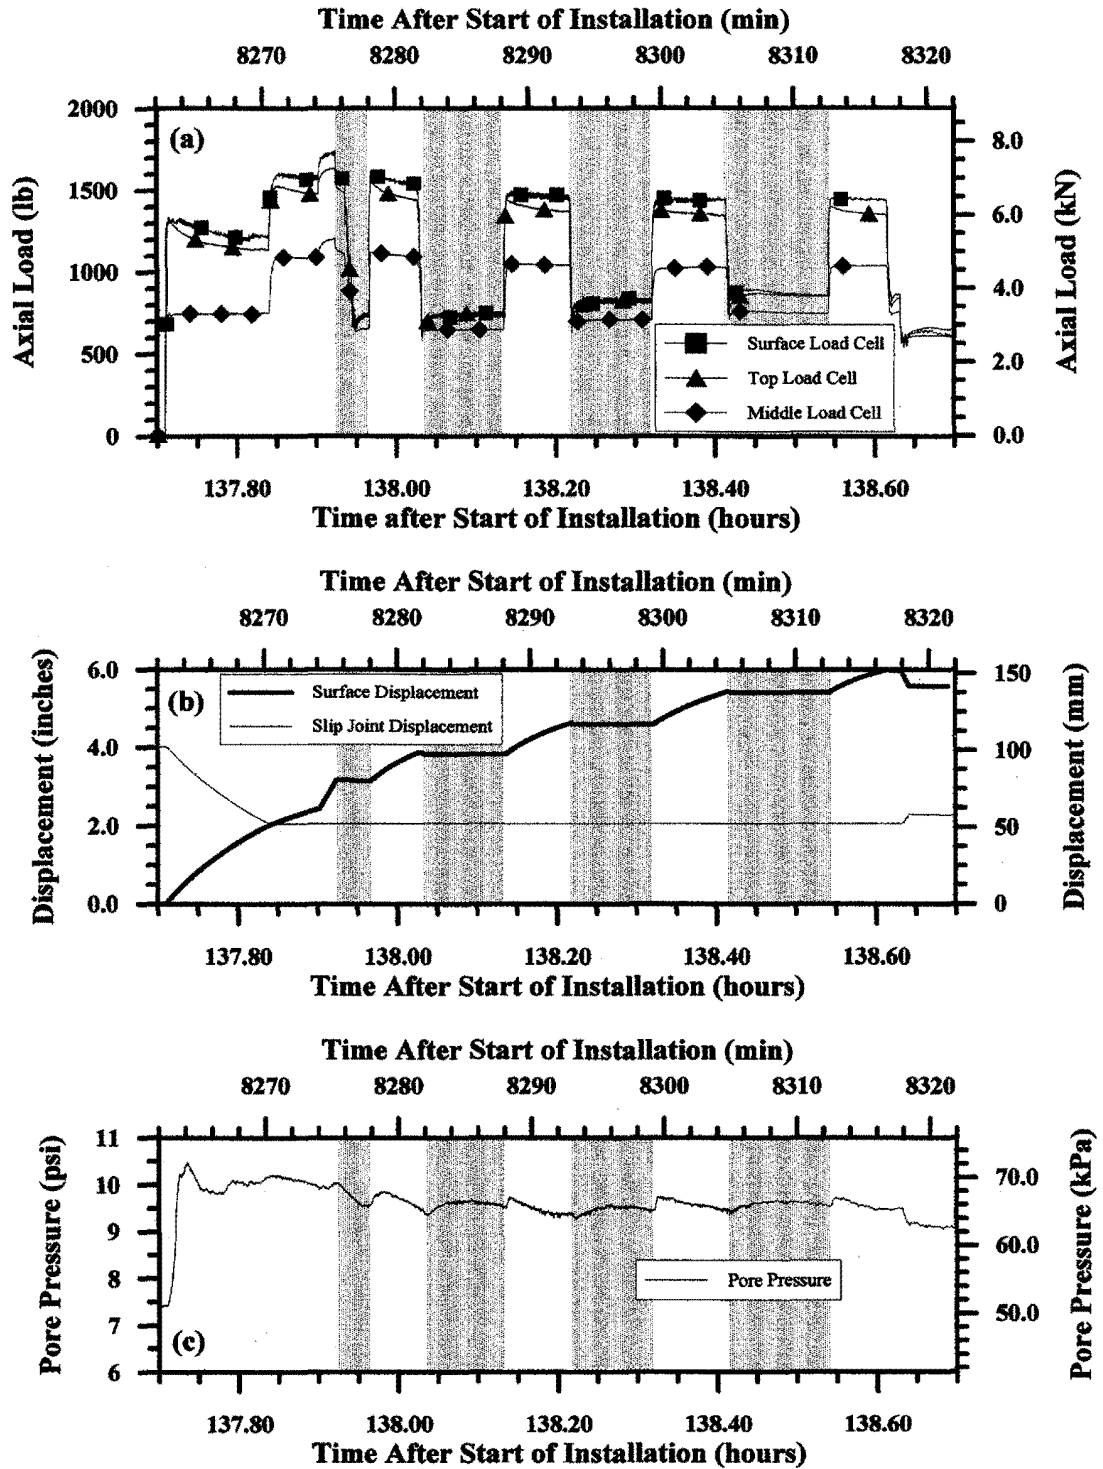 Time After Start of Installation (min)
8270 8280 8290 8300 8310 8320
2000
1500
1000
500
0
Axial Load (lb)
(a)
8.0
6.0
4.0
2.0
0.0
Axial Load (kN)
Surface Load Cell
Top Load Cell
Middle Load Cell
137.80 138.00 138.20 138.40 138.60
Time after Start of Installation (hours)
Time After Start of Installation (min)
8270 8280 8290 8300 8310 8320
6.0
4.0
2.0
0.0
Displacement (inches)
(b)
Surface Displacement
Slip Joint Displacement
150
100
50
0
Displacement (mm)
137.80 138.00 138.20 138.40 138.60
Time After Start of Installation (hours)
Time After Start of Installation (min)
8270 8280 8290 8300 8310 8320
11
10
9
8
7
6
Pore Pressure (psi)
(c)
Pore Pressure
70.0
60.0
50.0
Pore Pressure (kPa)
137.80 138.00 138.20 138.40 138.60
Time After Start of Installation (hours)